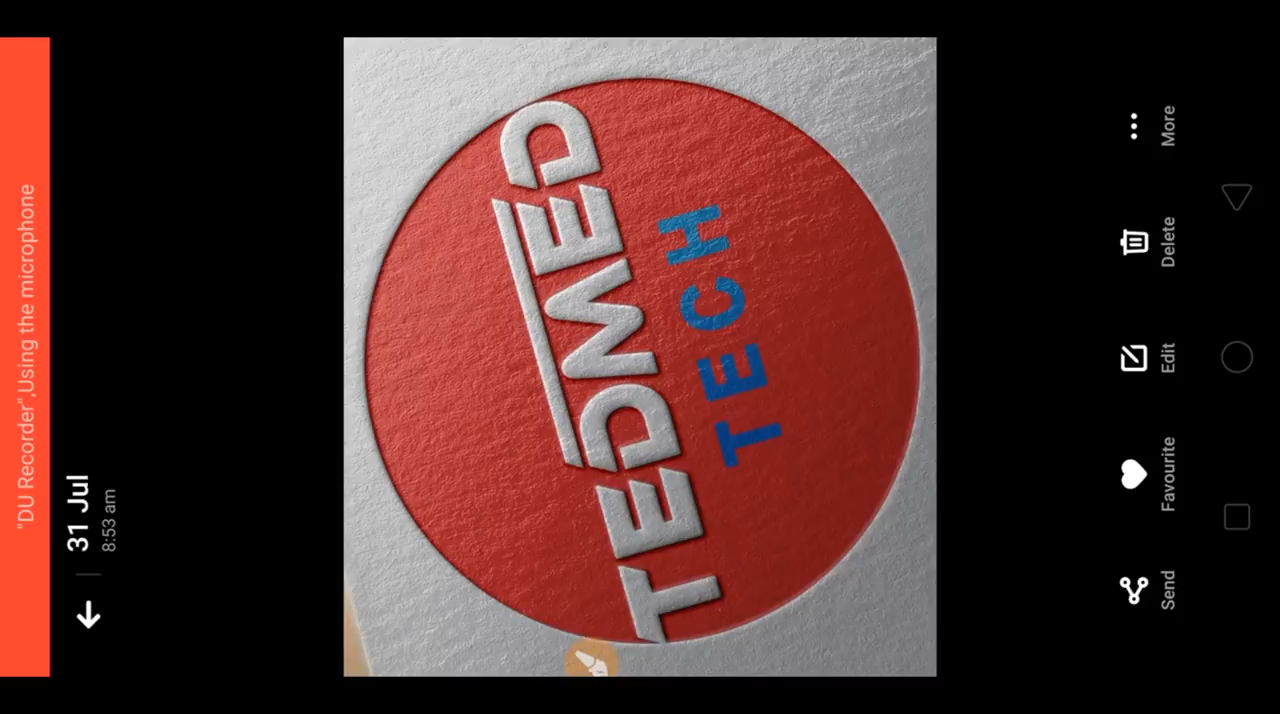 "DU Recorder",Using the microphone
31 Jul
8:53 am
TEDMED
TECH
Send
Favourite
Edit
Delete
More